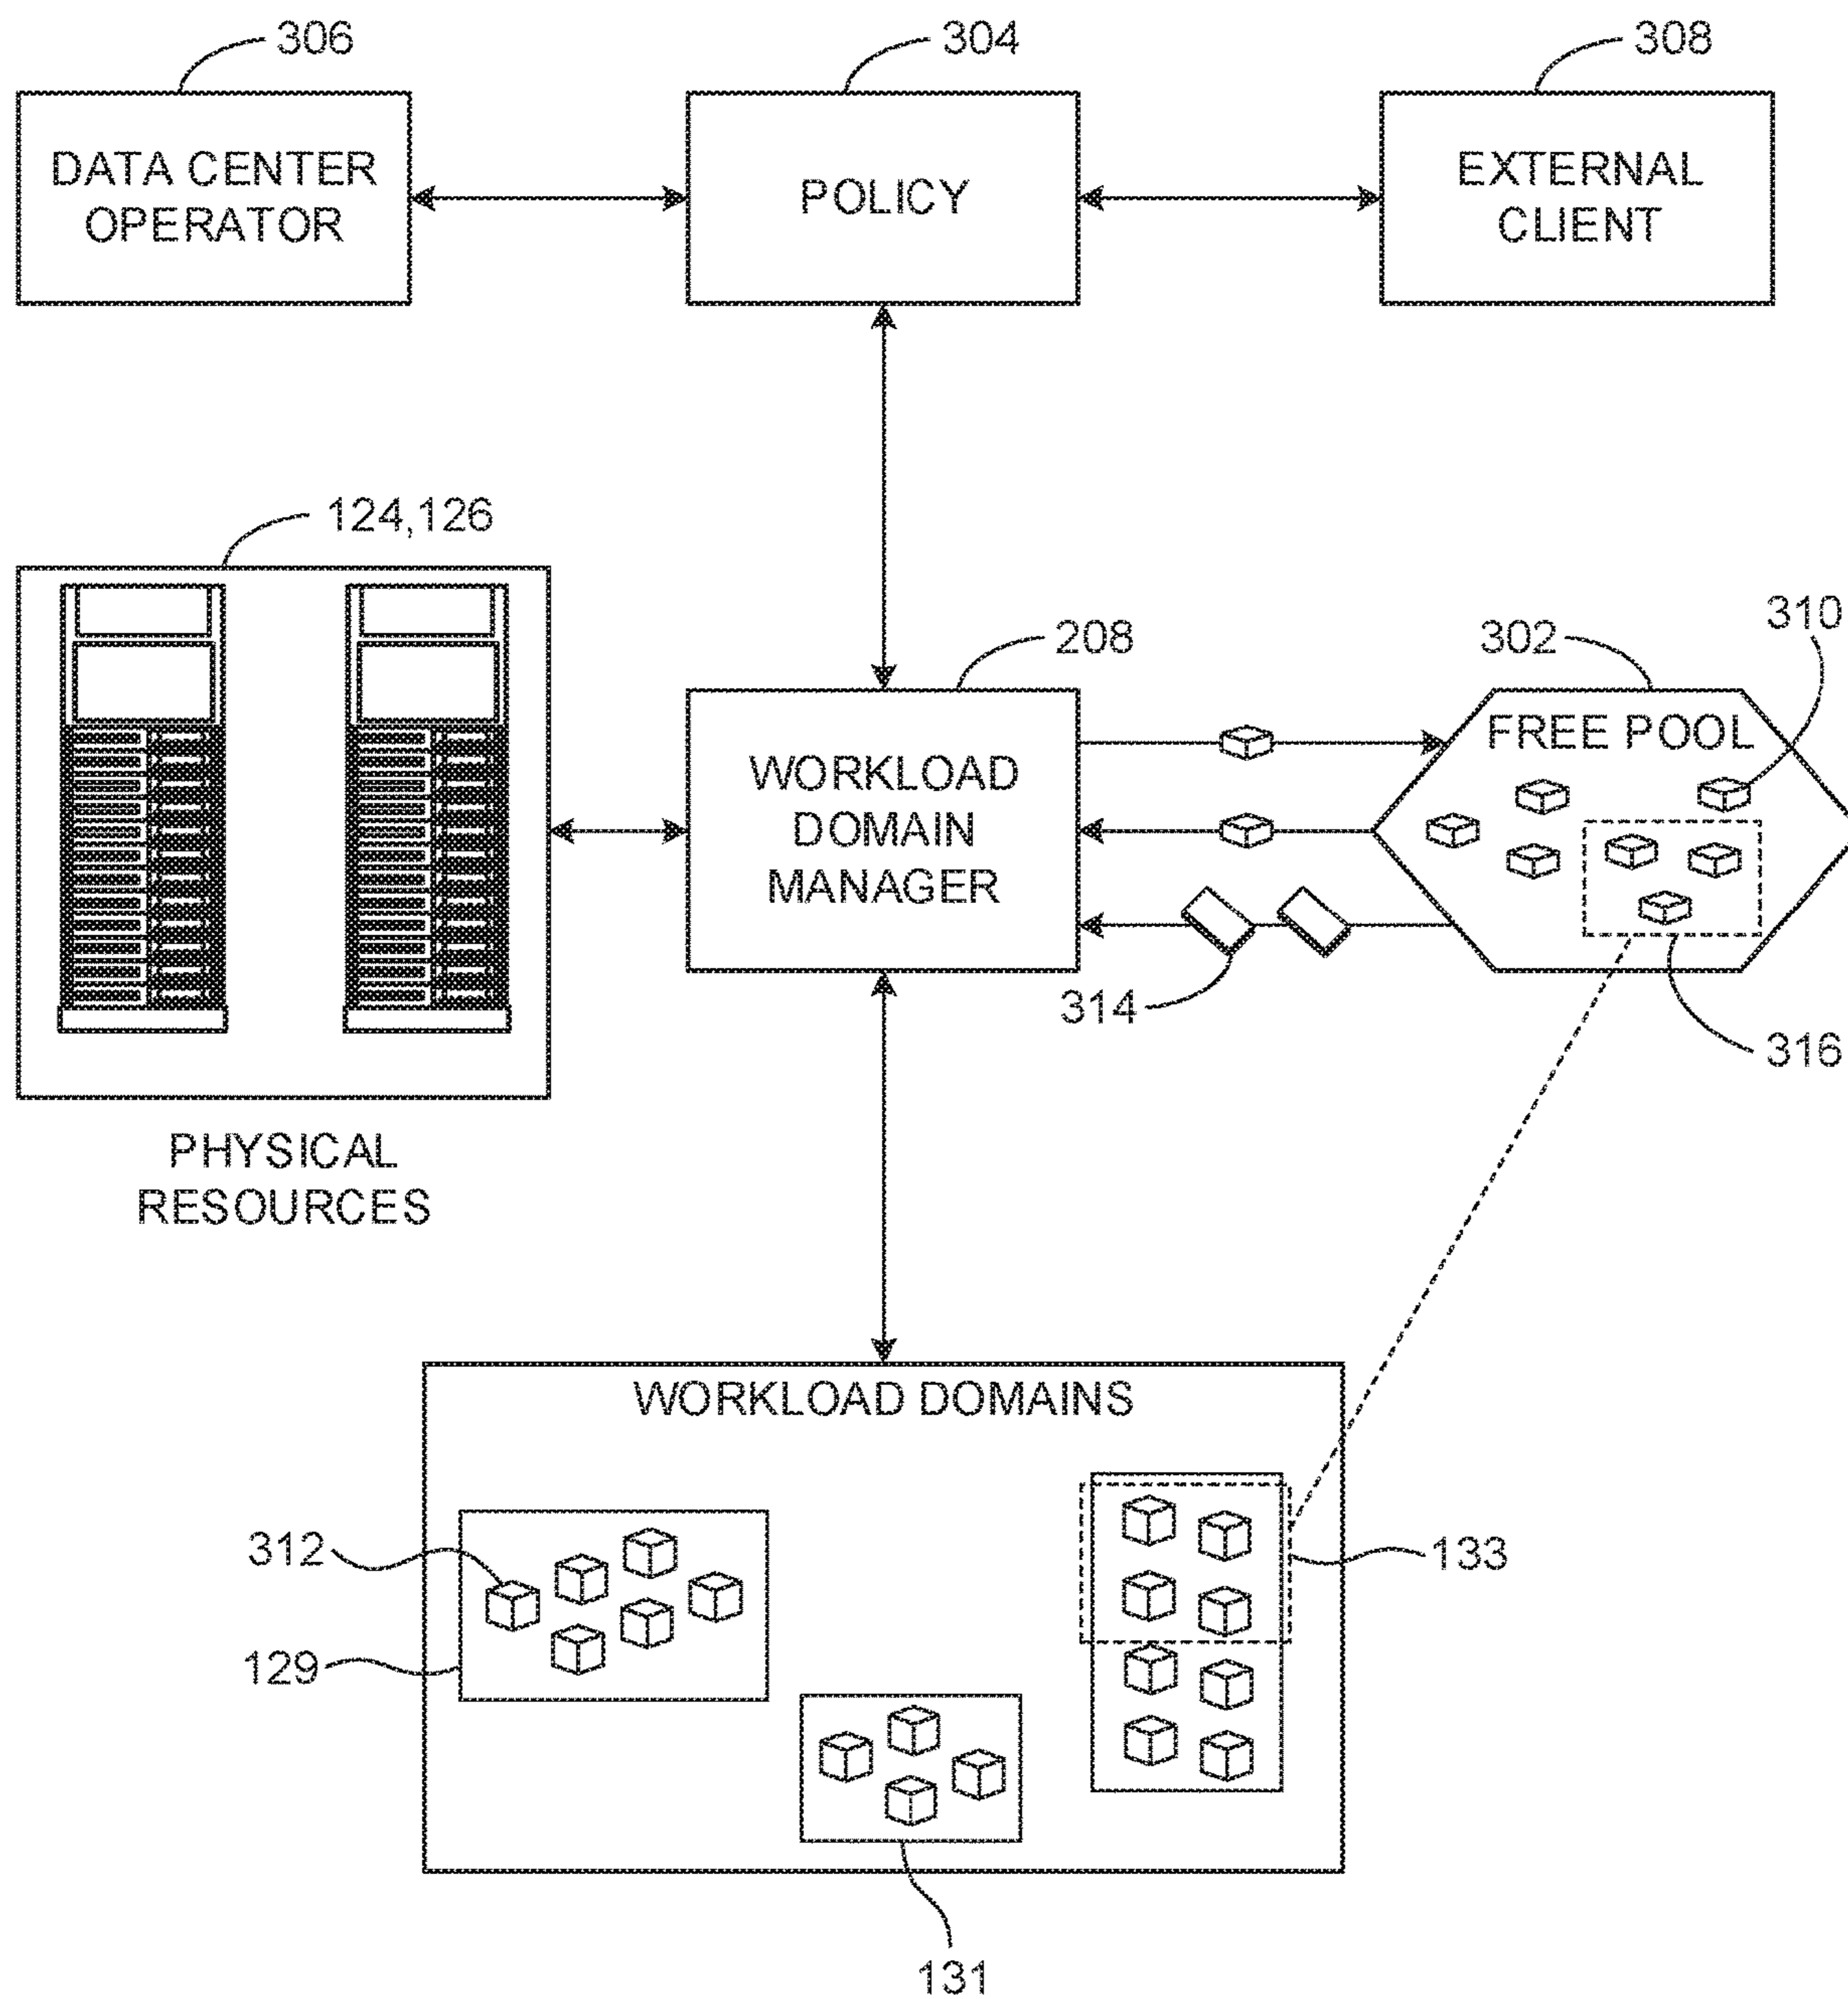 306
304
308
DATA CENTER
OPERATOR
POLICY
EXTERNAL
CLIENT
124,126
208
302
310
WORKLOAD
DOMAIN
MANAGER
FREE POOL
314
316
PHYSICAL
RESOURCES
WORKLOAD DOMAINS
312
133
129
131